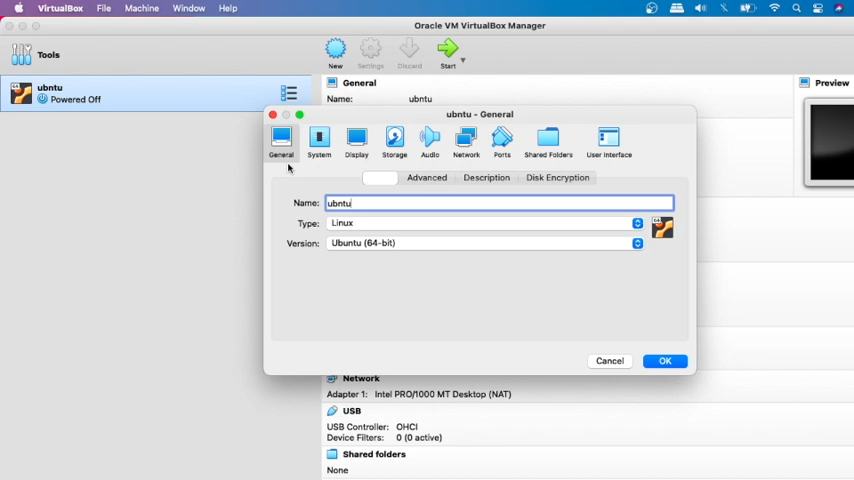 VirtualBox File Machine Window Help
Oracle VM VirtualBox Manager
Tools
New Settings Discard Start
ubntu
Powered Off
General
Name: ubntu
Preview
ubntu - General
General System Display Storage Audio Network Ports Shared Folders User Interface
Advanced Description Disk Encryption
Name: ubntu
Type: Linux
Version: Ubuntu (64-bit)
Cancel OK
Network
Adapter 1: Intel PRO/1000 MT Desktop (NAT)
USB
USB Controller: OHCI
Device Filters: 0 (0 active)
Shared folders
None